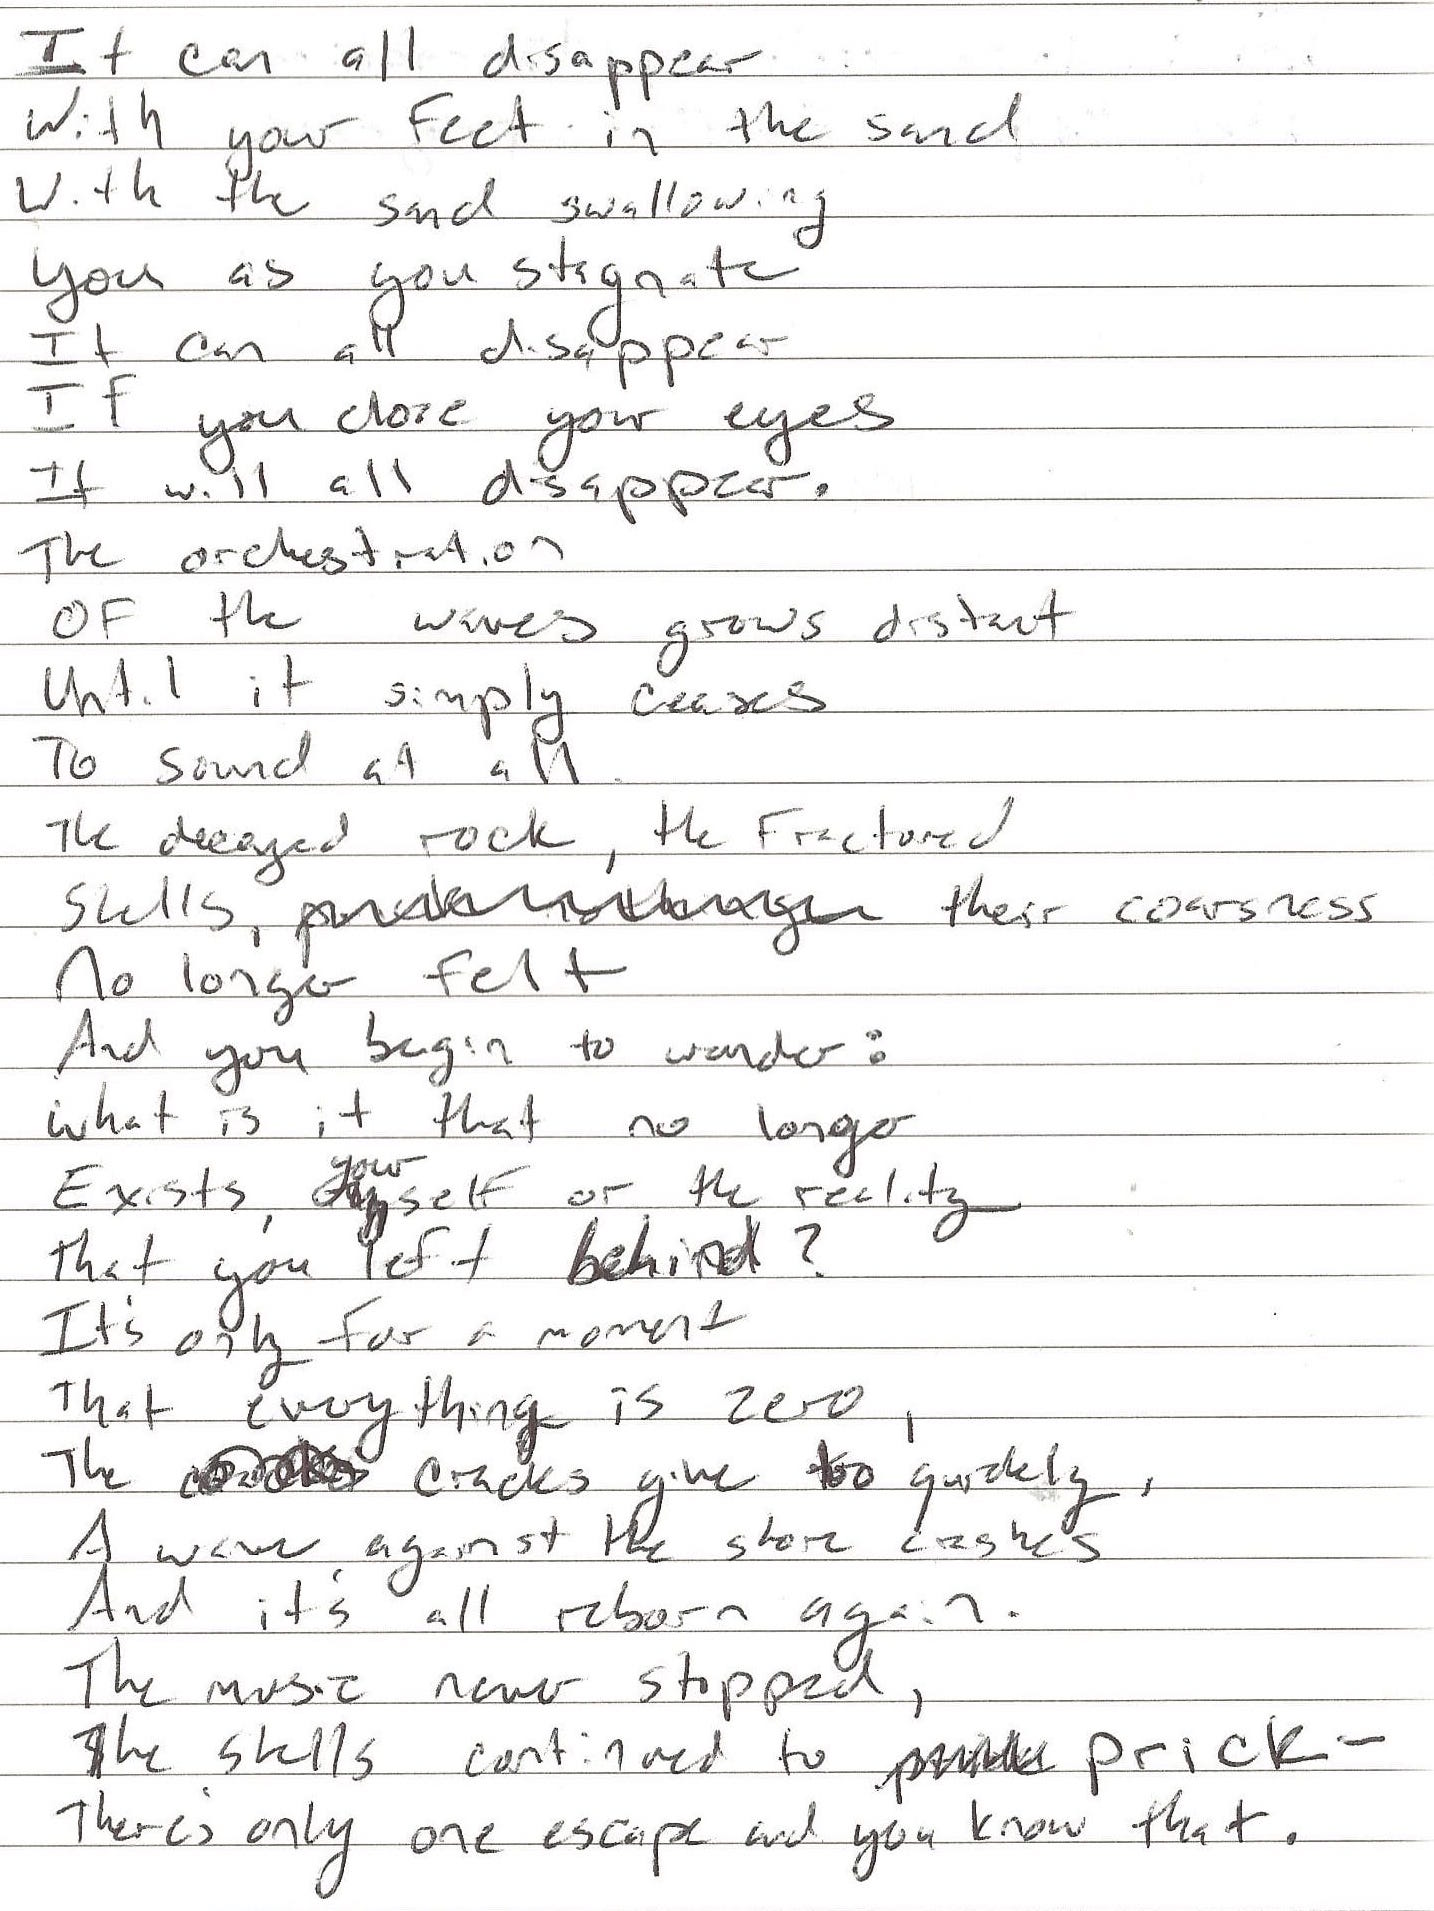 It can all disappear
With your Feet in the sand
With the sand swallowing
You as you stagnate
It can all disappear
If you close your eyes
It will all disappear.
The orchestration
OF the waves grows distant
Until it simply ceases
To sound at all.
The decayed rock, the Fractured
Shells, their coarsness
No longer felt
And you begin to wonder:
What is it that no longer
Exists, yourself or the reality
That you left behind?
It's only for a moment
That everything is zero,
The cracks give too quickly,
A wave against the shore crashes
And it's all reborn again.
The music never stopped,
The shells continued to prick-
There's only one escape and you know that.